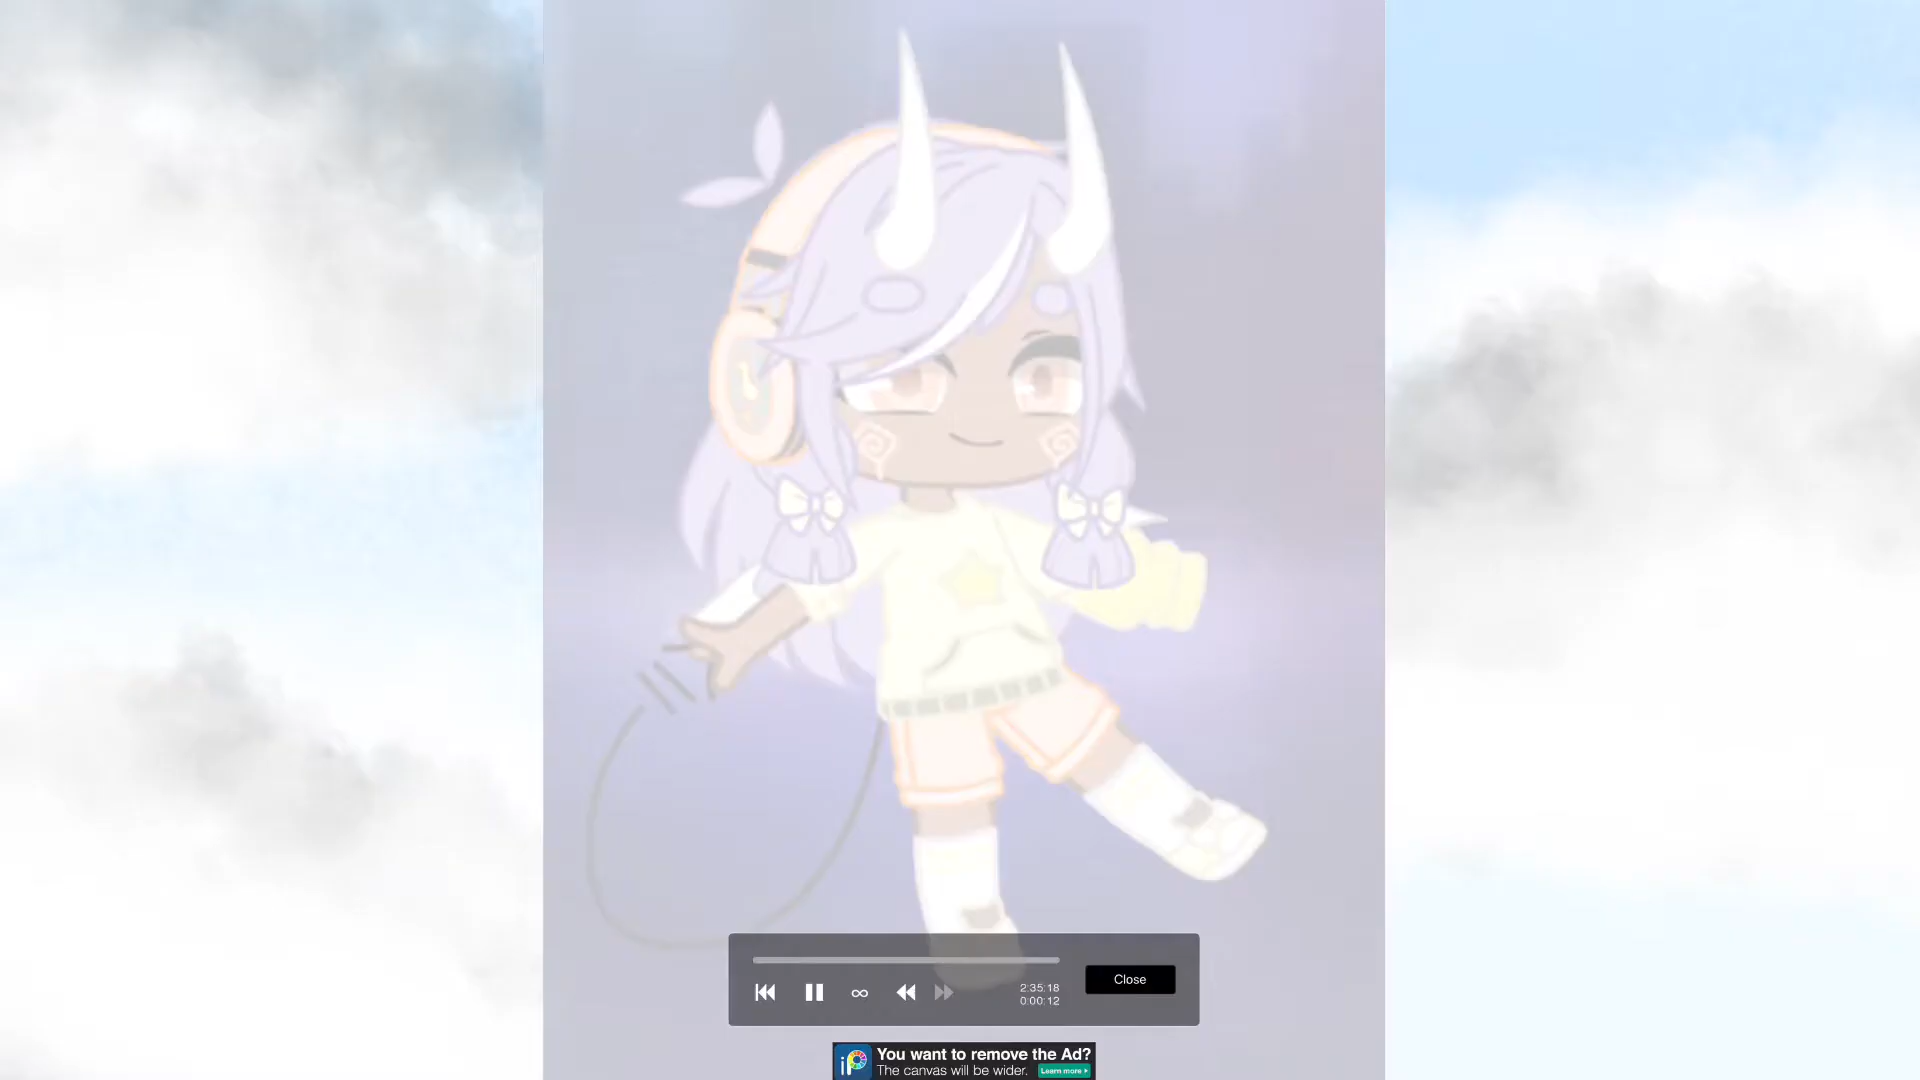 2:35:18
Close
0:00:12
iP
You want to remove the Ad?
The canvas will be wider.
Learn more